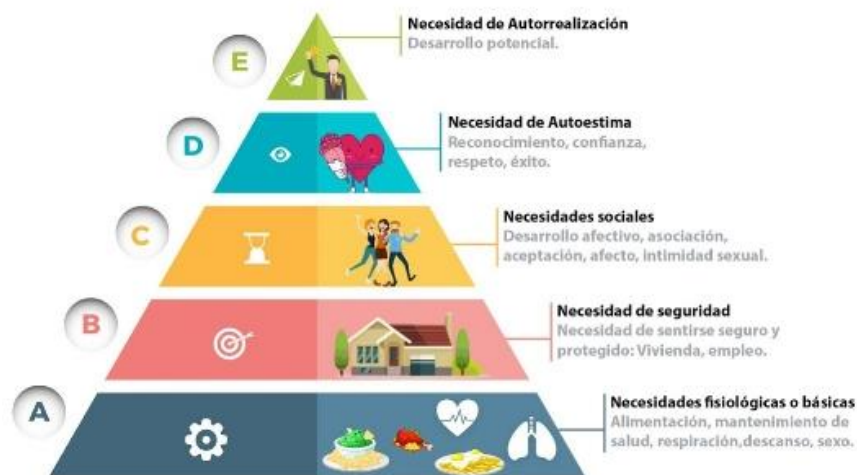 E
Necesidad de Autorrealización
Desarrollo potencial.
D
Necesidad de Autoestima
Reconocimiento, confianza,
respeto, éxito.
C
Necesidades sociales
Desarrollo afectivo, asociación,
aceptación, afecto, intimidad sexual.
B
Necesidad de seguridad
Necesidad de sentirse seguro y
protegido: Vivienda, empleo.
A
Necesidades fisiológicas o básicas
Alimentación, mantenimiento de
salud, respiración,descanso, sexo.